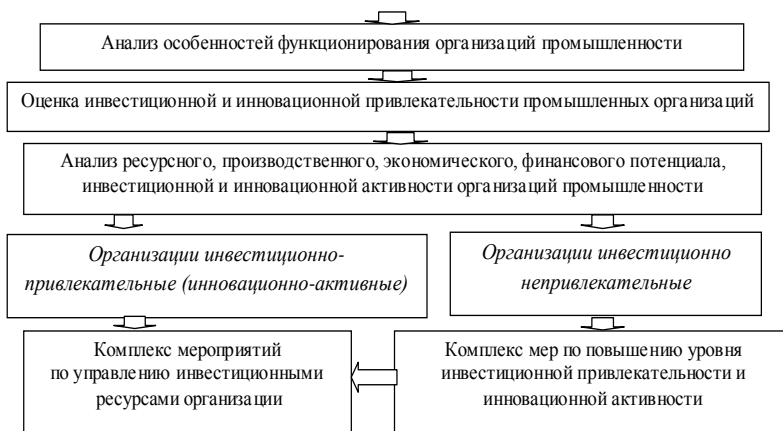 Анализ особенностей функционирования организаций промышленности
Оценка инвестиционной и инновационной привлекательности промышленных организаций
Анализ ресурсного, производственного, экономического, финансового потенциала,
инвестиционной и инновационной активности организаций промышленности
Организации инвестиционно-
привлекательные (инновационно-активные)
Организации инвестиционно
непривлекательные
Комплекс мероприятий
по управлению инвестиционными
ресурсами организации
Комплекс мер по повышению уровня
инвестиционной привлекательности и
инновационной активности